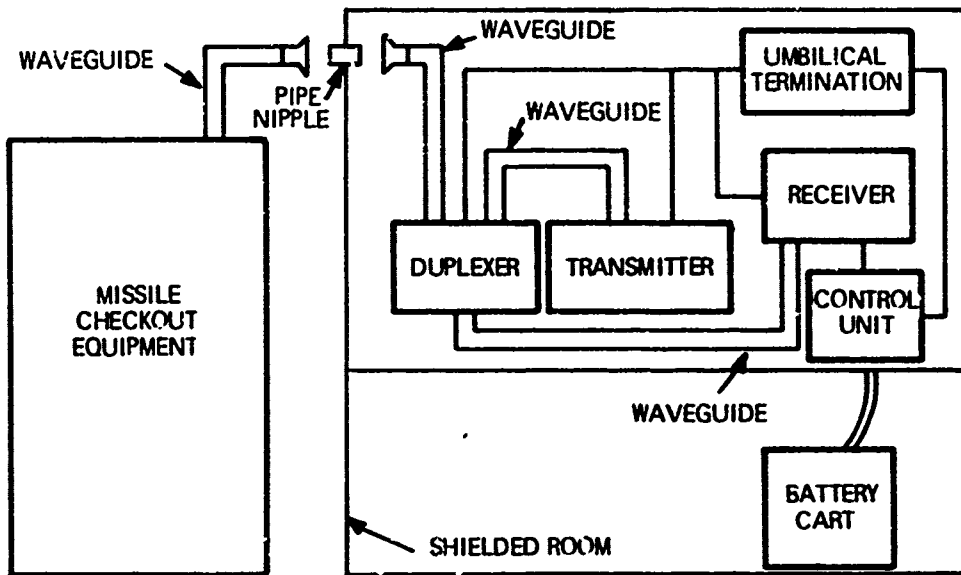 WAVEGUIDE
PIPE
NIPPLE
WAVEGUIDE
WAVEGUIDE
UMBILICAL
TERMINATION
RECEIVER
DUPLEXER
TRANSMITTER
CONTROL
UNIT
MISSILE
CHECKOUT
EQUIPMENT
WAVEGUIDE
BATTERY
CART
SHIELDED ROOM